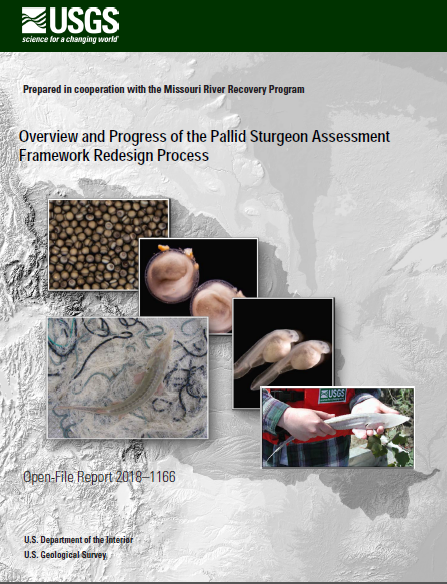 USGS
science for a changing world
Prepared in cooperation with the Missouri River Recovery Program
Overview and Progress of the Pallid Sturgeon Assessment
Framework Redesign Process
USGS
Open-File Report 2018–1166
U.S. Department of the Interior
U.S. Geological Survey